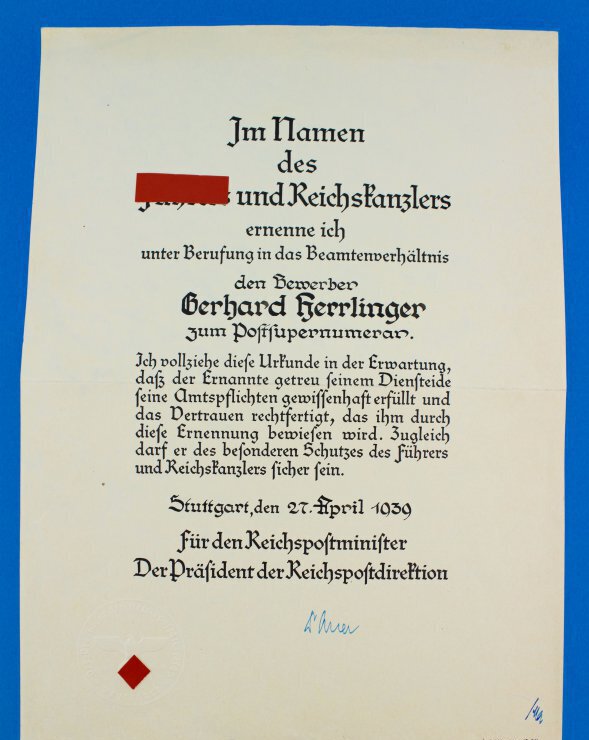 Im Namen
des
Führers und Reichskanzlers
ernenne ich
unter Berufung in das Beamtenverhältnis
den Bewerber
Gerhard Herrlinger
zum Postsupernumerar.
Ich vollziehe diese Urkunde in der Erwartung,
daß der Ernannte getreu seinem Diensteide
seine Amtspflichten gewissenhaft erfüllt und
das Vertrauen rechtfertigt, das ihm durch
diese Ernennung bewiesen wird. Zugleich
darf er des besonderen Schutzes des Führers
und Reichskanzlers sicher sein.
Stuttgart, den 27. April 1939
Für den Reichspostminister
Der Präsident der Reichspostdirektion